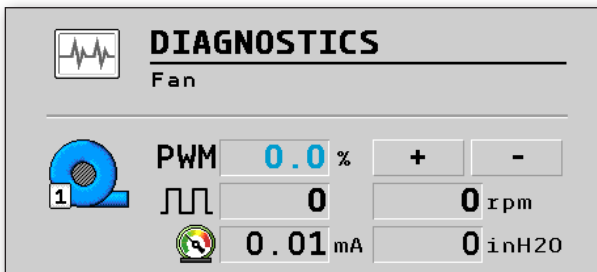 DIAGNOSTICS
Fan
PWM 0.0 % + -
1
0 0 rpm
0.01 mA 0 inH2O